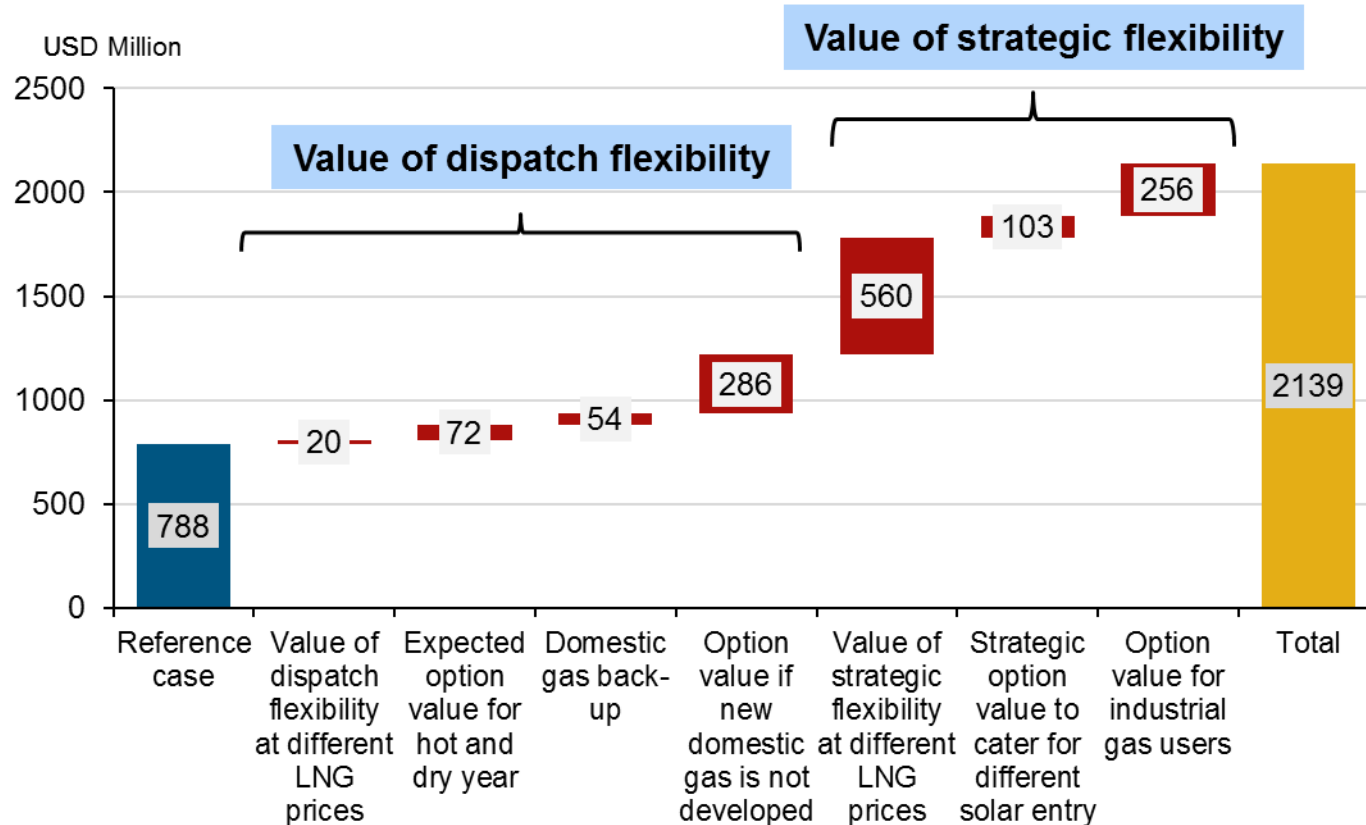 Value of strategic flexibility
USD Million
2500
Value of dispatch flexibility
2000
256
103
1500
560
286
2139
1000
54
72
20
500
788
0
Reference
case
Value of
dispatch
flexibility
at different
LNG
prices
Expected
option
value for
hot and
dry year
Domestic
gas back-
up
Option
value if
new
domestic
gas is not
developed
Value of
strategic
flexibility
at different
LNG
prices
Strategic
option
value to
cater for
different
solar entry
Option
value for
industrial
gas users
Total